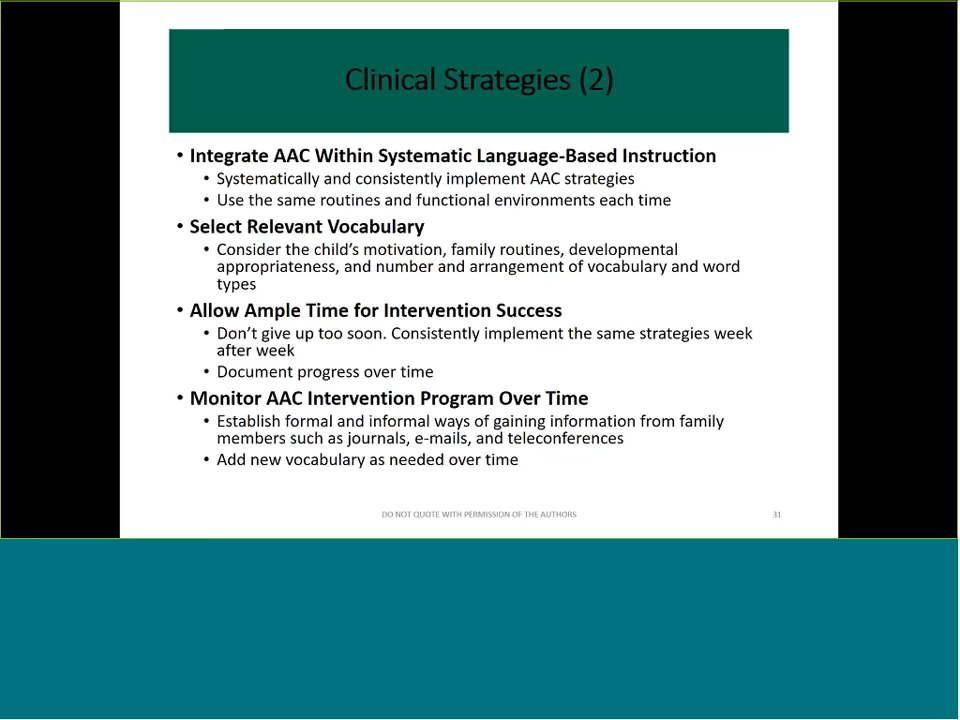 Clinical Strategies (2)
• Integrate AAC Within Systematic Language-Based Instruction
• Systematically and consistently implement AAC strategies
• Use the same routines and functional environments each time
• Select Relevant Vocabulary
• Consider the child's motivation, family routines, developmental
appropriateness, and number and arrangement of vocabulary and word
types
• Allow Ample Time for Intervention Success
• Don't give up too soon. Consistently implement the same strategies week
after week
• Document progress over time
• Monitor AAC Intervention Program Over Time
• Establish formal and informal ways of gaining information from family
members such as journals, e-mails, and teleconferences
• Add new vocabulary as needed over time
DO NOT QUOTE WITH PERMISSION OF THE AUTHORS
31